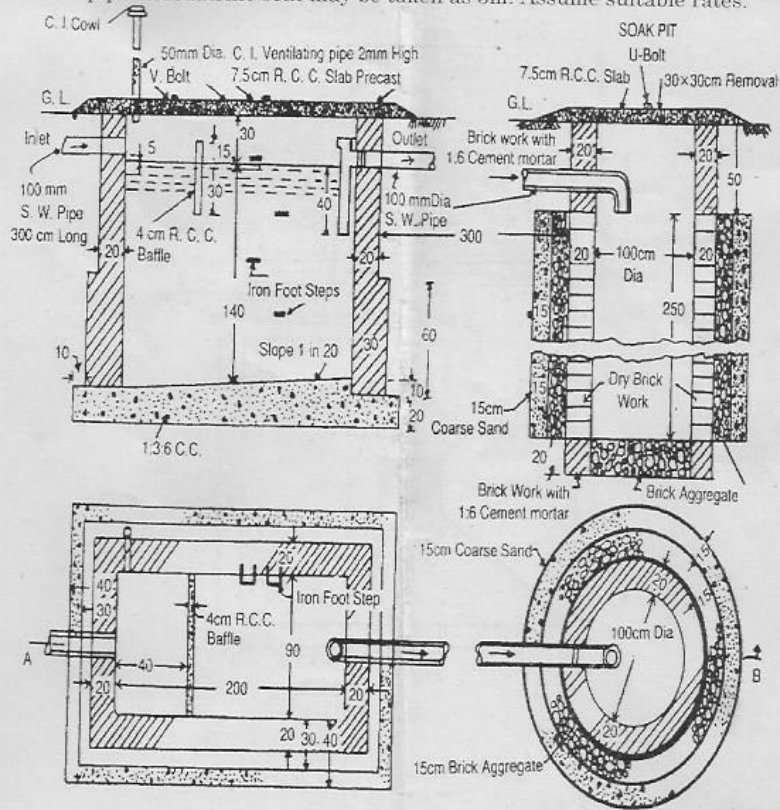 pipe from latrine seat may be taken as 3m. Assume suitable rates.
C. I. Cowl
50mm Dia. C. I. Ventilating pipe 2mm High
V. Bolt
7.5cm R. C. C. Slab Precast
G. L.
30
Inlet
5
15
30
40
Outlet
100 mm
S. W. Pipe
300 cm Long
20
4 cm R. C. C.
Baffle
100 mm Dia
S. W. Pipe
300
20
Iron Foot Steps
140
60
10
Slope 1 in 20
30
10
20
1:3:6 C.C.
SOAK PIT
U-Bolt
7.5cm R.C.C. Slab
30×30cm Removal
G.L.
Brick work with
1:6 Cement mortar
20
20
50
20
100cm
Dia
20
15
250
15
Dry Brick
Work
15cm
Coarse Sand
20
Brick Work with
1:6 Cement mortar
Brick Aggregate
20
40
30
Iron Foot Step
4cm R.C.C.
Baffle
A
40
90
20
200
20
20
30
40
15cm Coarse Sand
15
15
20
100cm Dia
B
20
15cm Brick Aggregate